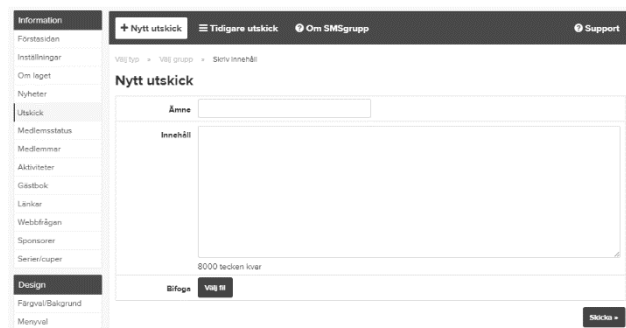 Information
Förstasidan
Inställningar
Om laget
Nyheter
Utskick
Medlemsstatus
Medlemmar
Aktiviteter
Gästbok
Länkar
Webbfrågan
Sponsorer
Serier/cuper
Design
Färgval/Bakgrund
Menyval
+ Nytt utskick
Tidigare utskick
Om SMSgrupp
Support
Välj typ » Välj grupp » Skriv innehåll
Nytt utskick
Ämne
Innehåll
8000 tecken kvar
Bifoga
Välj fil
Skicka »